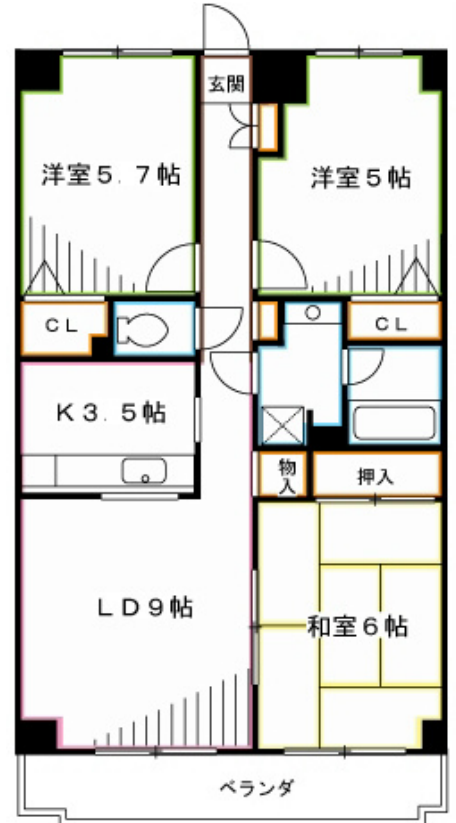 玄関
洋室5.7帖
洋室5帖
CL
CL
K3.5帖
物入
押入
LD9帖
和室6帖
ベランダ